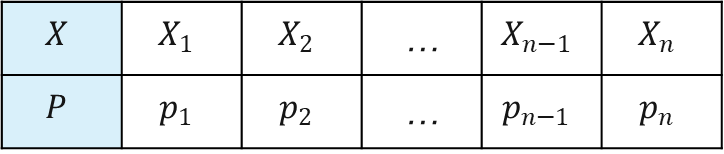 X X₁ X₂ … Xₙ₋₁ Xₙ
P p₁ p₂ … pₙ₋₁ pₙ